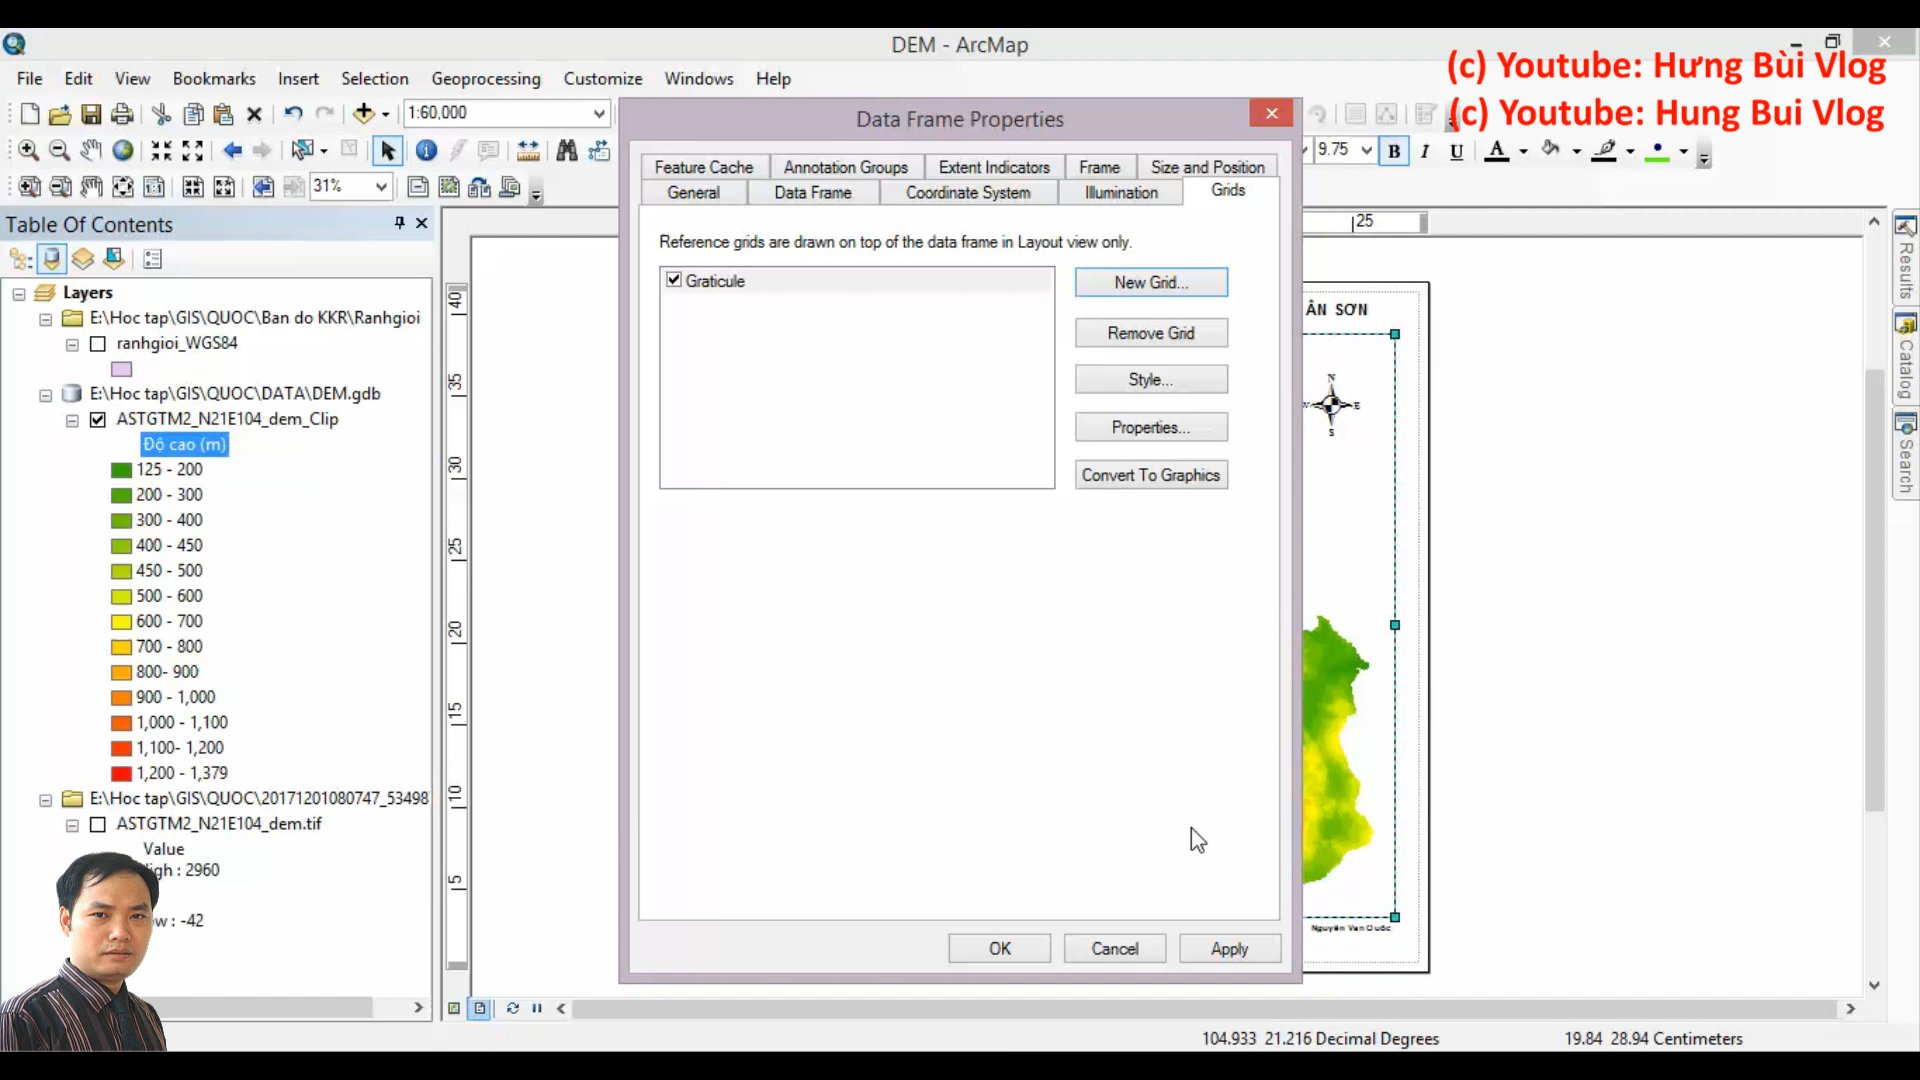 DEM - ArcMap
(c) Youtube: Hưng Bùi Vlog
(c) Youtube: Hung Bui Vlog
File Edit View Bookmarks Insert Selection Geoprocessing Customize Windows Help
1:60,000
Data Frame Properties
9.75 B I U A
31%
Feature Cache Annotation Groups Extent Indicators Frame Size and Position
General Data Frame Coordinate System Illumination Grids
Table Of Contents
25
Reference grids are drawn on top of the data frame in Layout view only.
Graticule
New Grid...
Remove Grid
Style...
Properties...
Convert To Graphics
OK Cancel Apply
Layers
E:\Hoc tap\GIS\QUOC\Ban do KKR\Ranhgioi
ranhgioi_WGS84
E:\Hoc tap\GIS\QUOC\DATA\DEM.gdb
ASTGTM2_N21E104_dem_Clip
Độ cao (m)
125 - 200
200 - 300
300 - 400
400 - 450
450 - 500
500 - 600
600 - 700
700 - 800
800- 900
900 - 1,000
1,000 - 1,100
1,100- 1,200
1,200 - 1,379
E:\Hoc tap\GIS\QUOC\20171201080747_53498
ASTGTM2_N21E104_dem.tif
Value
igh : 2960
w : -42
40
35
30
25
20
15
10
5
ÂN SƠN
N
W E
S
Nguyễn Văn Quốc
Results
Catalog
Search
104.933 21.216 Decimal Degrees
19.84 28.94 Centimeters